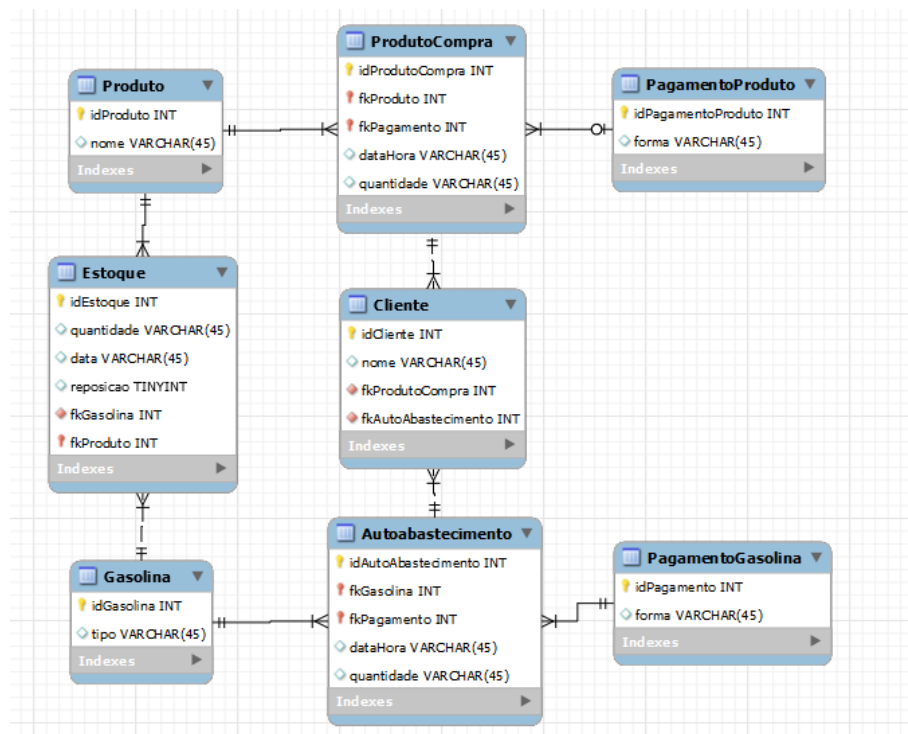 Produto
idProduto INT
nome VARCHAR(45)
Indexes
ProdutoCompra
idProdutoCompra INT
fkProduto INT
fkPagamento INT
dataHora VARCHAR(45)
quantidade VARCHAR(45)
Indexes
PagamentoProduto
idPagamentoProduto INT
forma VARCHAR(45)
Indexes
Estoque
idEstoque INT
quantidade VARCHAR(45)
data VARCHAR(45)
reposicao TINYINT
fkGasolina INT
fkProduto INT
Indexes
Cliente
idCliente INT
nome VARCHAR(45)
fkProdutoCompra INT
fkAutoAbastecimento INT
Indexes
Gasolina
idGasolina INT
tipo VARCHAR(45)
Indexes
Autoabastecimento
idAutoAbastecimento INT
fkGasolina INT
fkPagamento INT
dataHora VARCHAR(45)
quantidade VARCHAR(45)
Indexes
PagamentoGasolina
idPagamento INT
forma VARCHAR(45)
Indexes